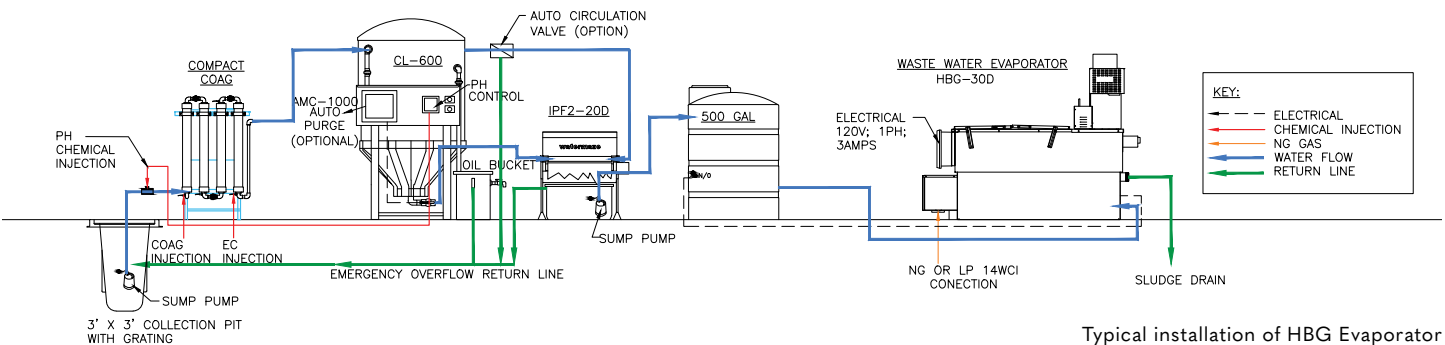 AUTO CIRCULATION
VALVE (OPTION)
COMPACT
COAG
CL-600
PH
CONTROL
AMC-1000
AUTO
PURGE
(OPTIONAL)
PH
CHEMICAL
INJECTION
IPF2-20D
watermaze
OIL BUCKET
500 GAL
N/O
WASTE WATER EVAPORATOR
HBG-30D
ELECTRICAL
120V; 1PH;
3AMPS
KEY:
ELECTRICAL
CHEMICAL INJECTION
NG GAS
WATER FLOW
RETURN LINE
COAG
INJECTION
EC
INJECTION
SUMP PUMP
EMERGENCY OVERFLOW RETURN LINE
SUMP PUMP
3' X 3' COLLECTION PIT
WITH GRATING
NG OR LP 14WCI
CONECTION
SLUDGE DRAIN
Typical installation of HBG Evaporator